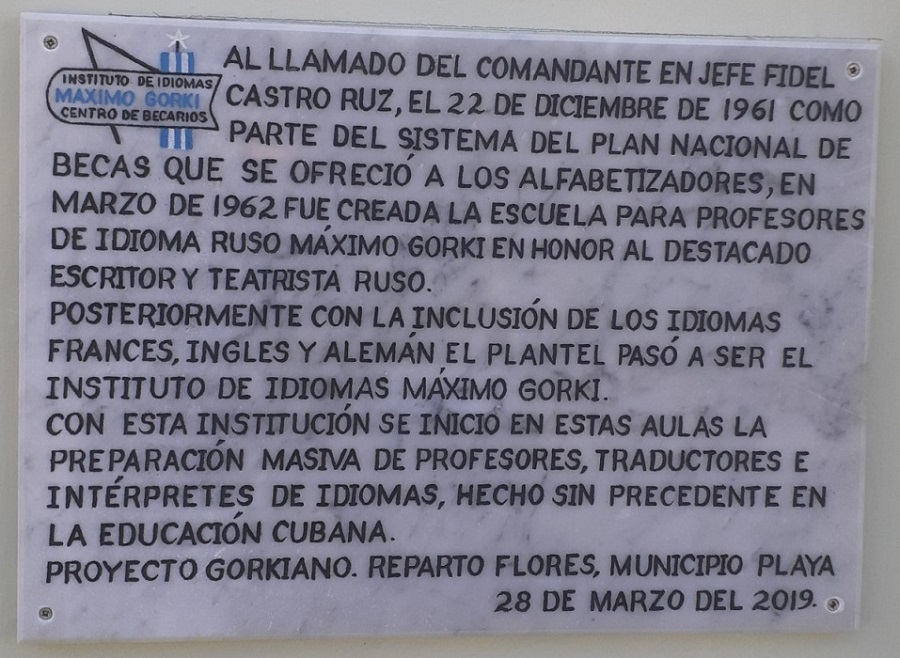 INSTITUTO DE IDIOMAS
MAXIMO GORKI
CENTRO DE BECARIOS
AL LLAMADO DEL COMANDANTE EN JEFE FIDEL
CASTRO RUZ, EL 22 DE DICIEMBRE DE 1961 COMO
PARTE DEL SISTEMA DEL PLAN NACIONAL DE
BECAS QUE SE OFRECIÓ A LOS ALFABETIZADORES, EN
MARZO DE 1962 FUE CREADA LA ESCUELA PARA PROFESORES
DE IDIOMA RUSO MÁXIMO GORKI EN HONOR AL DESTACADO
ESCRITOR Y TEATRISTA RUSO.
POSTERIORMENTE CON LA INCLUSIÓN DE LOS IDIOMAS
FRANCES, INGLES Y ALEMÁN EL PLANTEL PASÓ A SER EL
INSTITUTO DE IDIOMAS MÁXIMO GORKI.
CON ESTA INSTITUCIÓN SE INICIO EN ESTAS AULAS LA
PREPARACIÓN MASIVA DE PROFESORES, TRADUCTORES E
INTÉRPRETES DE IDIOMAS, HECHO SIN PRECEDENTE EN
LA EDUCACIÓN CUBANA.
PROYECTO GORKIANO. REPARTO FLORES, MUNICIPIO PLAYA
28 DE MARZO DEL 2019.